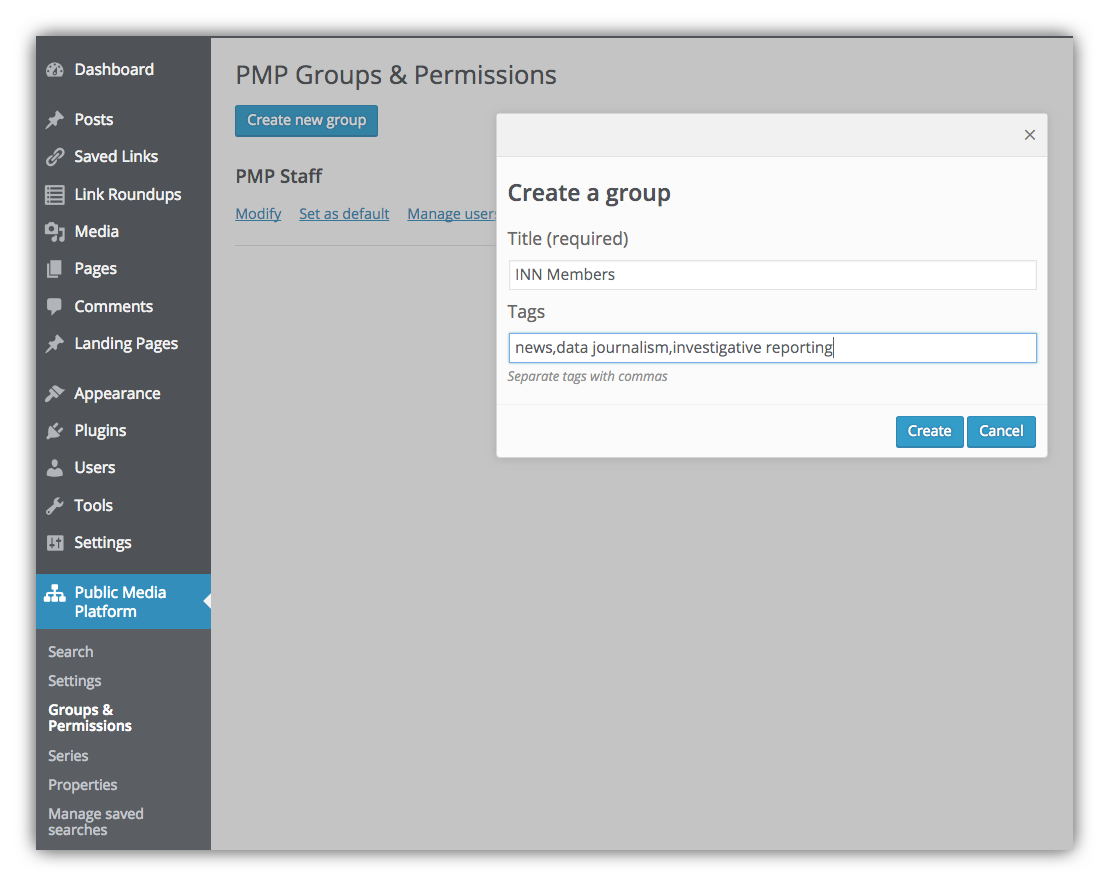 Dashboard
Posts
Saved Links
Link Roundups
Media
Pages
Comments
Landing Pages
Appearance
Plugins
Users
Tools
Settings
Public Media
Platform
Search
Settings
Groups &
Permissions
Series
Properties
Manage saved
searches
PMP Groups & Permissions
Create new group
PMP Staff
Modify Set as default Manage users
×
Create a group
Title (required)
INN Members
Tags
news,data journalism,investigative reporting
Separate tags with commas
Create Cancel